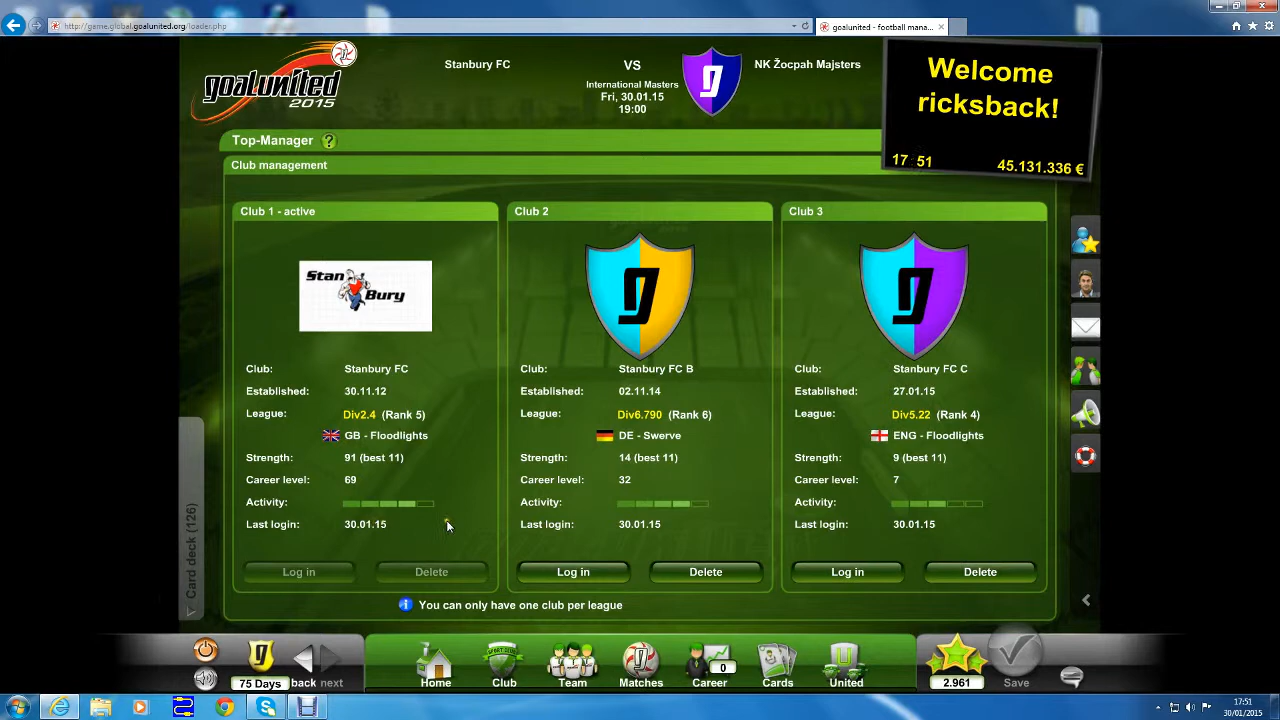 http://game.global.goalunited.org/loader.php
goalunited - football mana...
goalunited
2015
Stanbury FC
VS
NK Žocpah Majsters
International Masters
Fri, 30.01.15
19:00
Welcome
ricksback!
17 51
45.131.336 €
Top-Manager ?
Club management
Club 1 - active
Stan Bury
Club: Stanbury FC
Established: 30.11.12
League: Div2.4 (Rank 5)
GB - Floodlights
Strength: 91 (best 11)
Career level: 69
Activity:
Last login: 30.01.15
Log in Delete
Club 2
g
Club: Stanbury FC B
Established: 02.11.14
League: Div6.790 (Rank 6)
DE - Swerve
Strength: 14 (best 11)
Career level: 32
Activity:
Last login: 30.01.15
Log in Delete
Club 3
g
Club: Stanbury FC C
Established: 27.01.15
League: Div5.22 (Rank 4)
ENG - Floodlights
Strength: 9 (best 11)
Career level: 7
Activity:
Last login: 30.01.15
Log in Delete
You can only have one club per league
Card deck (126)
75 Days
back next
Home
Club
Team
Matches
0
Career
Cards
United
2.961
Save
17:51
30/01/2015